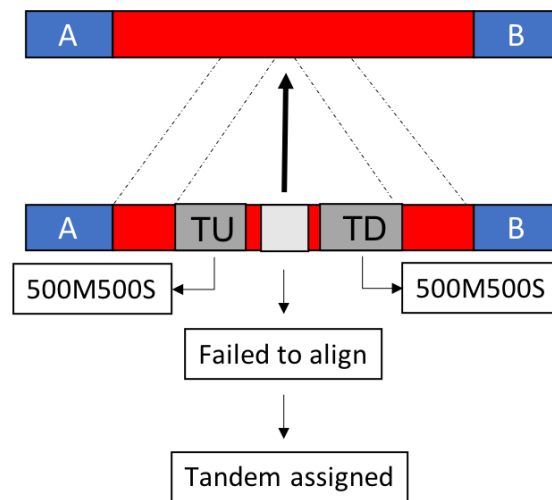 A B
A TU TD B
500M500S 500M500S
Failed to align
Tandem assigned